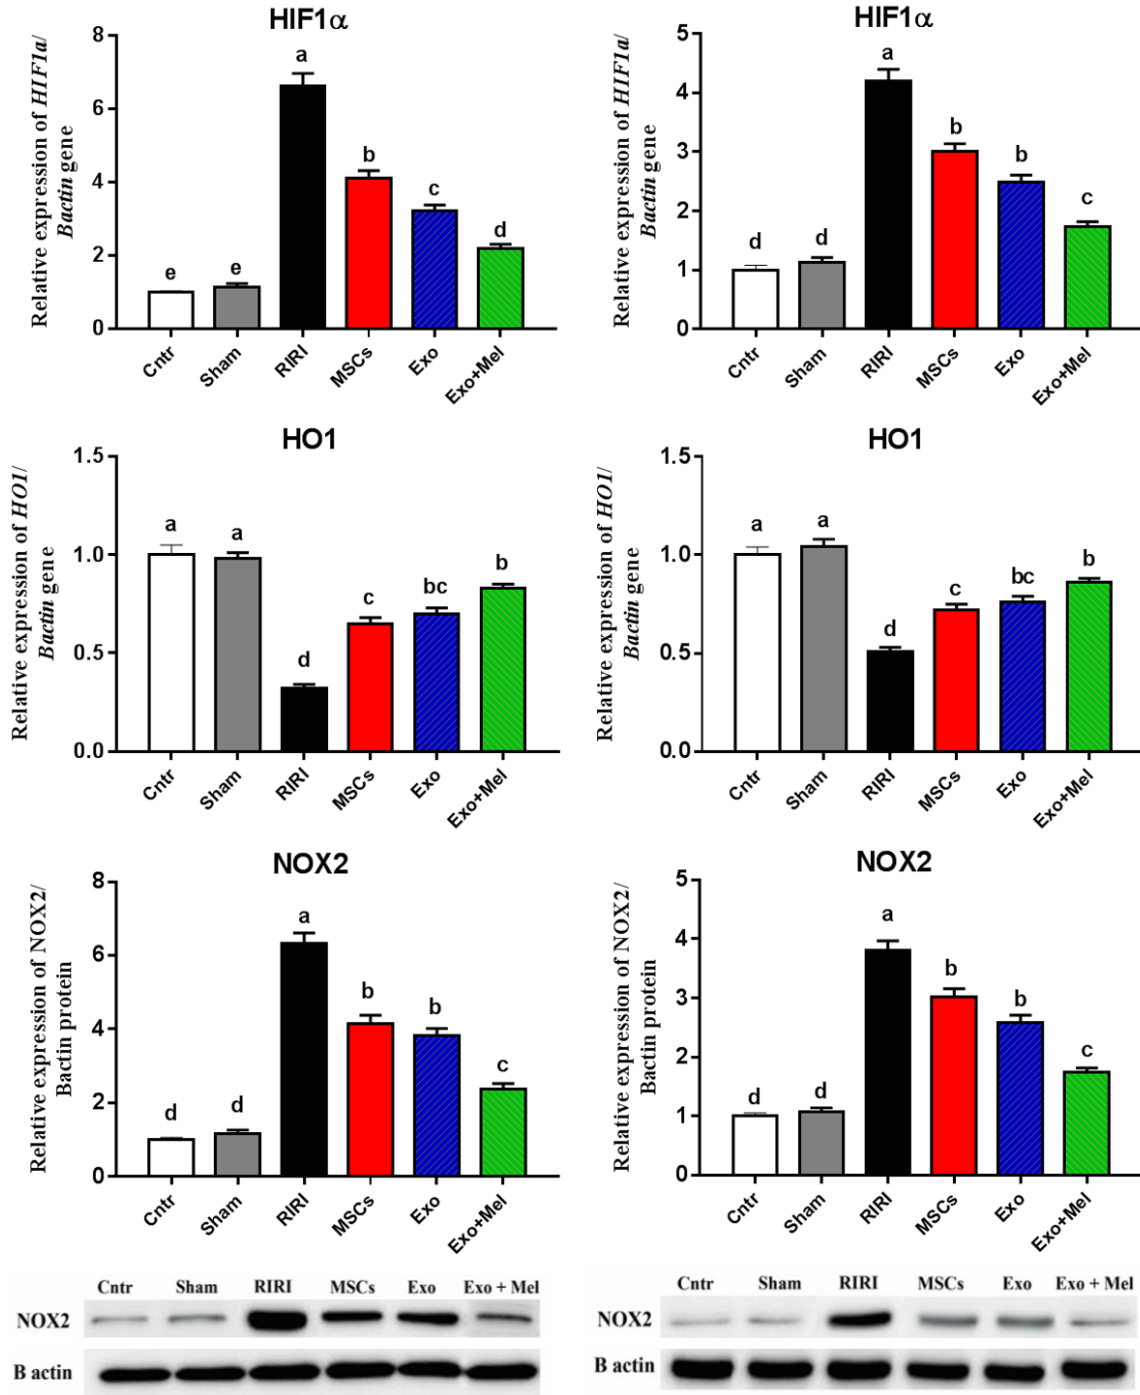 HIF1α
Relative expression of HIF1a/
Bactin gene
8
6
4
2
0
a
b
c
d
e
e
Cntr
Sham
RIRI
MSCs
Exo
Exo+Mel
HIF1α
Relative expression of HIF1a/
Bactin gene
5
4
3
2
1
0
a
b
b
c
d
d
Cntr
Sham
RIRI
MSCs
Exo
Exo+Mel
HO1
Relative expression of HO1/
Bactin gene
1.5
1.0
0.5
0.0
a
a
d
c
bc
b
Cntr
Sham
RIRI
MSCs
Exo
Exo+Mel
HO1
Relative expression of HO1/
Bactin gene
1.5
1.0
0.5
0.0
a
a
d
c
bc
b
Cntr
Sham
RIRI
MSCs
Exo
Exo+Mel
NOX2
Relative expression of NOX2/
Bactin protein
8
6
4
2
0
d
d
a
b
b
c
Cntr
Sham
RIRI
MSCs
Exo
Exo+Mel
NOX2
Relative expression of NOX2/
Bactin protein
5
4
3
2
1
0
d
d
a
b
b
c
Cntr
Sham
RIRI
MSCs
Exo
Exo+Mel
Cntr Sham RIRI MSCs Exo Exo + Mel
NOX2
B actin
Cntr Sham RIRI MSCs Exo Exo + Mel
NOX2
B actin